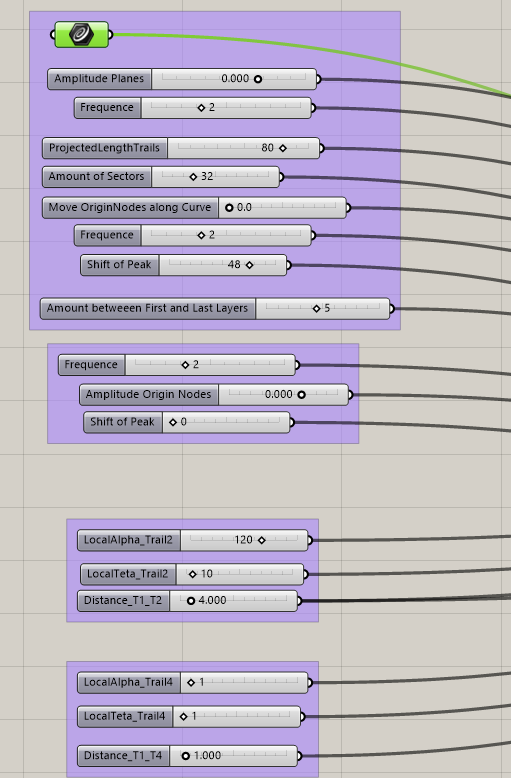 Amplitude Planes 0.000
Frequence 2
ProjectedLengthTrails 80
Amount of Sectors 32
Move OriginNodes along Curve 0.0
Frequence 2
Shift of Peak 48
Amount betweeen First and Last Layers 5
Frequence 2
Amplitude Origin Nodes 0.000
Shift of Peak 0
LocalAlpha_Trail2 120
LocalTeta_Trail2 10
Distance_T1_T2 4.000
LocalAlpha_Trail4 1
LocalTeta_Trail4 1
Distance_T1_T4 1.000